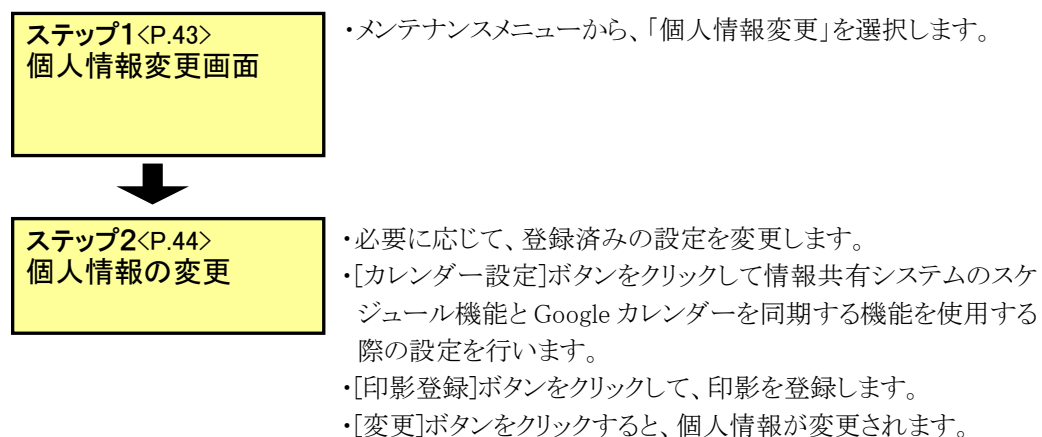 ステップ1<P.43>
個人情報変更画面
・メンテナンスメニューから、「個人情報変更」を選択します。
ステップ2<P.44>
個人情報の変更
・必要に応じて、登録済みの設定を変更します。
・[カレンダー設定]ボタンをクリックして情報共有システムのスケ
ジュール機能と Google カレンダーを同期する機能を使用する
際の設定を行います。
・[印影登録]ボタンをクリックして、印影を登録します。
・[変更]ボタンをクリックすると、個人情報が変更されます。